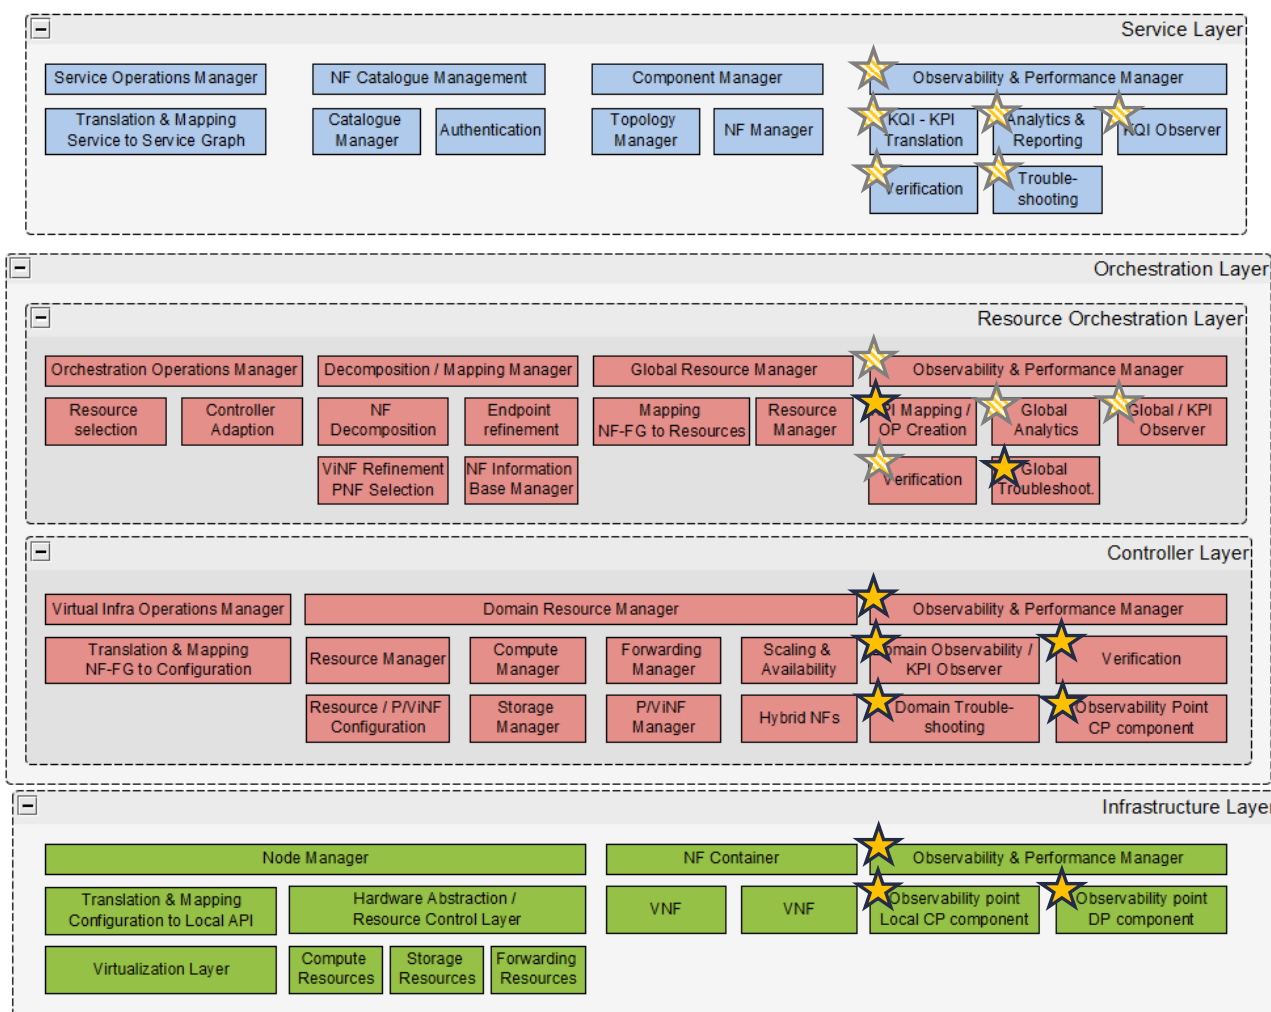 Service Layer
Service Operations Manager
NF Catalogue Management
Component Manager
Observability & Performance Manager
Translation & Mapping
Service to Service Graph
Catalogue
Manager
Authentication
Topology
Manager
NF Manager
KQI - KPI
Translation
Analytics &
Reporting
KQI Observer
Verification
Trouble-
shooting
Orchestration Layer
Resource Orchestration Layer
Orchestration Operations Manager
Decomposition / Mapping Manager
Global Resource Manager
Observability & Performance Manager
Resource
selection
Controller
Adaption
NF
Decomposition
Endpoint
refinement
Mapping
NF-FG to Resources
Resource
Manager
KPI Mapping /
OP Creation
Global
Analytics
Global / KPI
Observer
ViNF Refinement
PNF Selection
NF Information
Base Manager
Verification
Global
Troubleshoot.
Controller Layer
Virtual Infra Operations Manager
Domain Resource Manager
Observability & Performance Manager
Translation & Mapping
NF-FG to Configuration
Resource Manager
Compute
Manager
Forwarding
Manager
Scaling &
Availability
Domain Observability /
KPI Observer
Verification
Resource / P/ViNF
Configuration
Storage
Manager
P/ViNF
Manager
Hybrid NFs
Domain Trouble-
shooting
Observability Point
CP component
Infrastructure Layer
Node Manager
NF Container
Observability & Performance Manager
Translation & Mapping
Configuration to Local API
Hardware Abstraction /
Resource Control Layer
VNF
VNF
Observability point
Local CP component
Observability point
DP component
Virtualization Layer
Compute
Resources
Storage
Resources
Forwarding
Resources